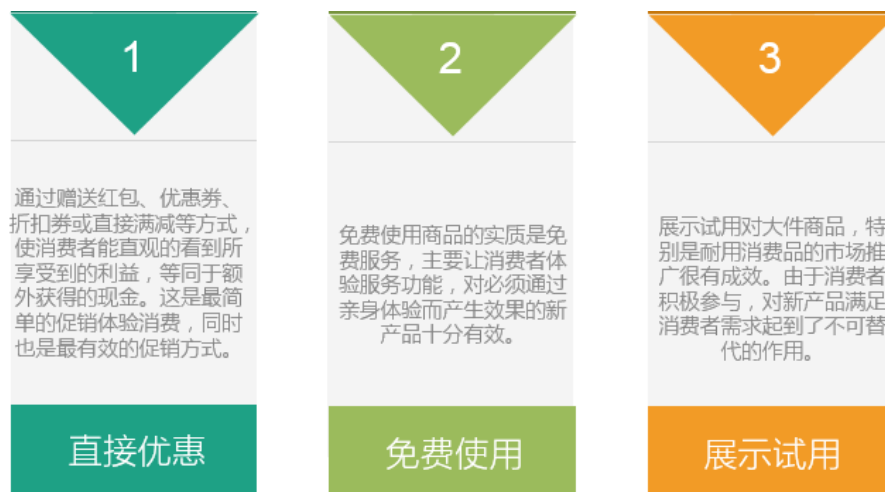 1
通过赠送红包、优惠券、
折扣券或直接满减等方式，
使消费者能直观的看到所
享受到的利益，等同于额
外获得的现金。这是最简
单的促销体验消费，同时
也是最有效的促销方式。
直接优惠
2
免费使用商品的实质是免
费服务，主要让消费者体
验服务功能，对必须通过
亲身体验而产生效果的新
产品十分有效。
免费使用
3
展示试用对大件商品，特
别是耐用消费品的市场推
广很有成效。由于消费者
积极参与，对新产品满足
消费者需求起到了不可替
代的作用。
展示试用